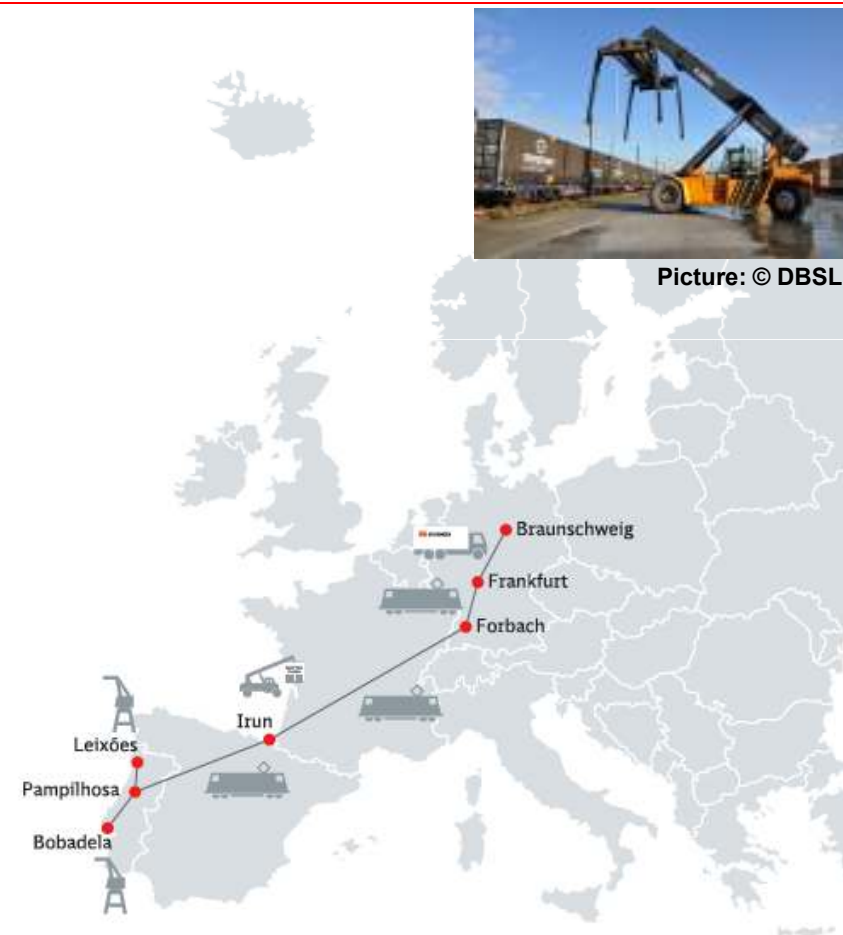 Picture: © DBSL
Braunschweig
Frankfurt
Forbach
Irun
Leixões
Pampilhosa
Bobadela